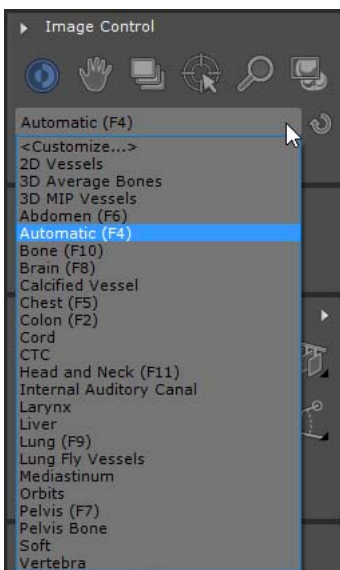 Image Control
Automatic (F4)
<Customize...>
2D Vessels
3D Average Bones
3D MIP Vessels
Abdomen (F6)
Automatic (F4)
Bone (F10)
Brain (F8)
Calcified Vessel
Chest (F5)
Colon (F2)
Cord
CTC
Head and Neck (F11)
Internal Auditory Canal
Larynx
Liver
Lung (F9)
Lung Fly Vessels
Mediastinum
Orbits
Pelvis (F7)
Pelvis Bone
Soft
Vertebra